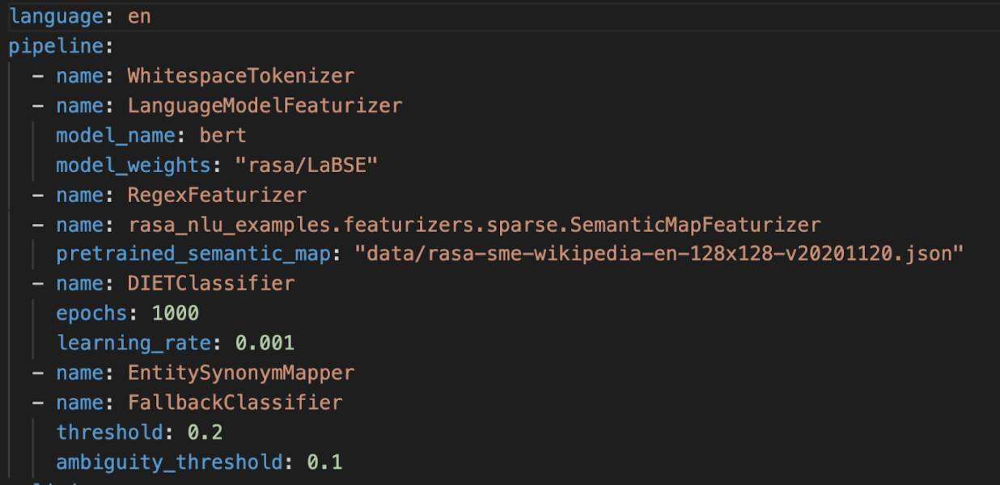 language: en
pipeline:
  - name: WhitespaceTokenizer
  - name: LanguageModelFeaturizer
    model_name: bert
    model_weights: "rasa/LaBSE"
  - name: RegexFeaturizer
  - name: rasa_nlu_examples.featurizers.sparse.SemanticMapFeaturizer
    pretrained_semantic_map: "data/rasa-sme-wikipedia-en-128x128-v20201120.json"
  - name: DIETClassifier
    epochs: 1000
    learning_rate: 0.001
  - name: EntitySynonymMapper
  - name: FallbackClassifier
    threshold: 0.2
    ambiguity_threshold: 0.1